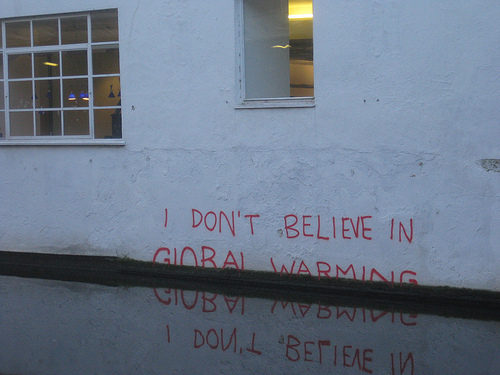 I DON'T BELIEVE IN
GLOBAL WARMING